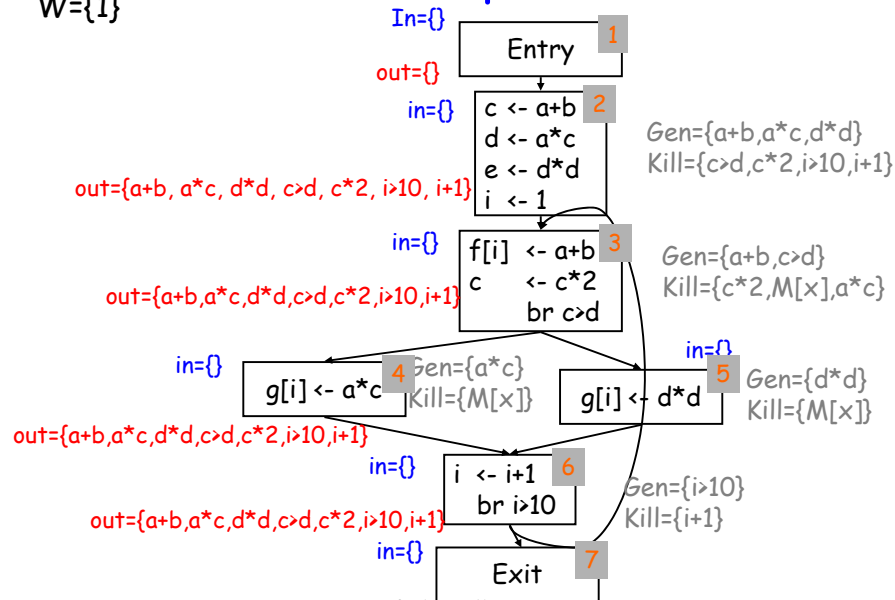 W={1}
In={}
1
Entry
out={}
in={}
2
c <- a+b
d <- a*c
e <- d*d
i <- 1
Gen={a+b,a*c,d*d}
Kill={c>d,c*2,i>10,i+1}
out={a+b, a*c, d*d, c>d, c*2, i>10, i+1}
in={}
3
f[i] <- a+b
c <- c*2
br c>d
Gen={a+b,c>d}
Kill={c*2,M[x],a*c}
out={a+b,a*c,d*d,c>d,c*2,i>10,i+1}
in={}
4
g[i] <- a*c
Gen={a*c}
Kill={M[x]}
in={}
5
g[i] <- d*d
Gen={d*d}
Kill={M[x]}
out={a+b,a*c,d*d,c>d,c*2,i>10,i+1}
in={}
6
i <- i+1
br i>10
Gen={i>10}
Kill={i+1}
out={a+b,a*c,d*d,c>d,c*2,i>10,i+1}
in={}
7
Exit